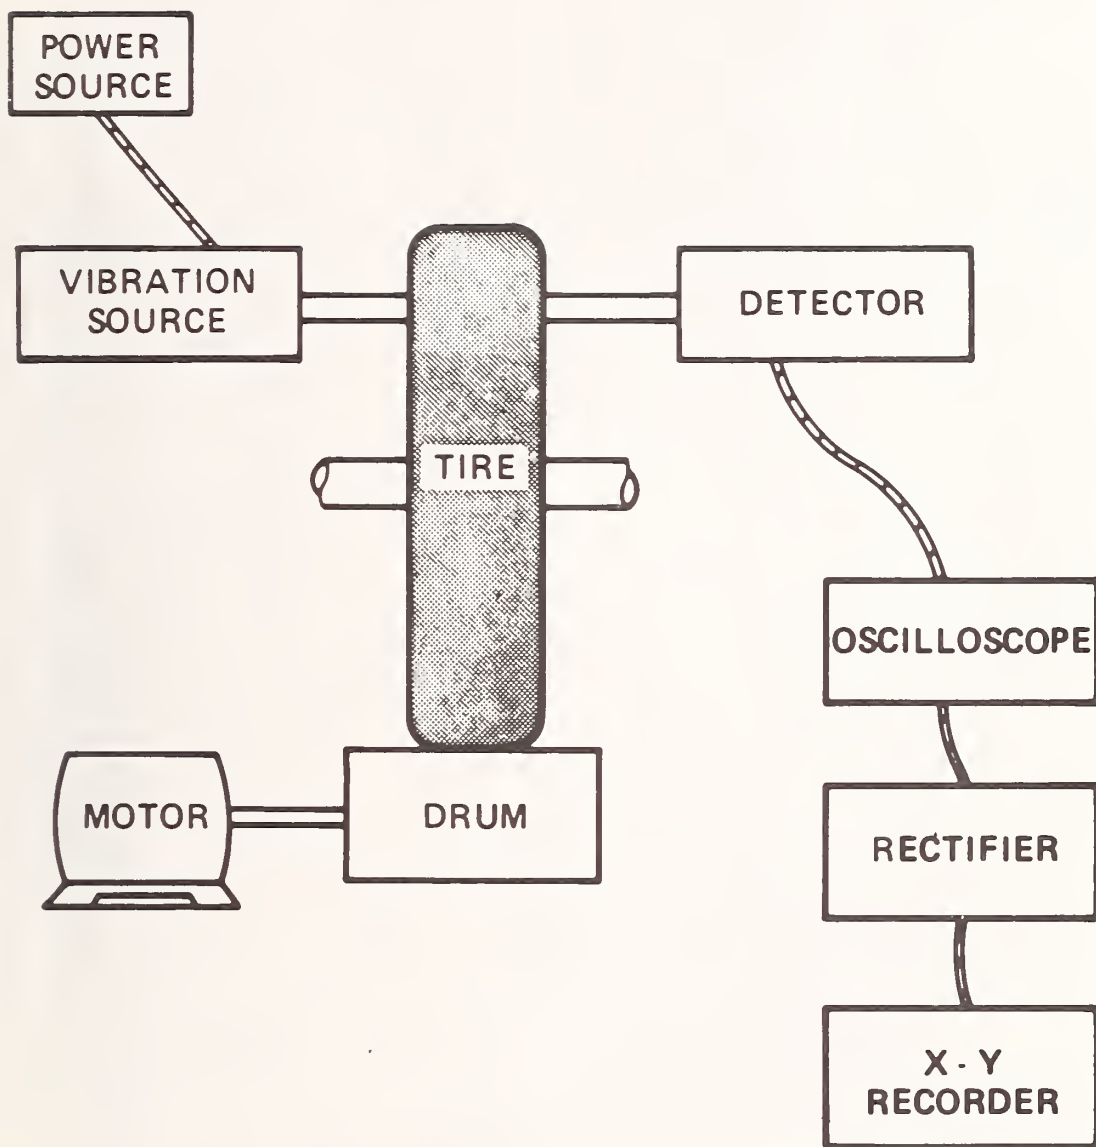 POWER
SOURCE
VIBRATION
SOURCE
DETECTOR
TIRE
OSCILLOSCOPE
MOTOR
DRUM
RECTIFIER
X - Y
RECORDER